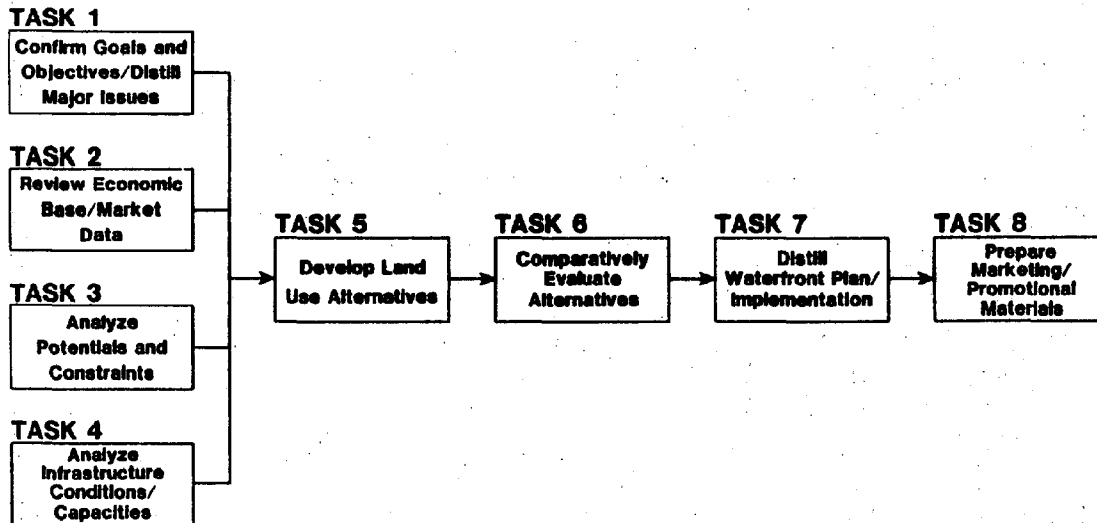 TASK 1
Confirm Goals and
Objectives/Distill
Major Issues
TASK 2
Review Economic
Base/Market
Data
TASK 3
Analyze
Potentials and
Constraints
TASK 4
Analyze
Infrastructure
Conditions/
Capacities
TASK 5
Develop Land
Use Alternatives
TASK 6
Comparatively
Evaluate
Alternatives
TASK 7
Distill
Waterfront Plan/
Implementation
TASK 8
Prepare
Marketing/
Promotional
Materials